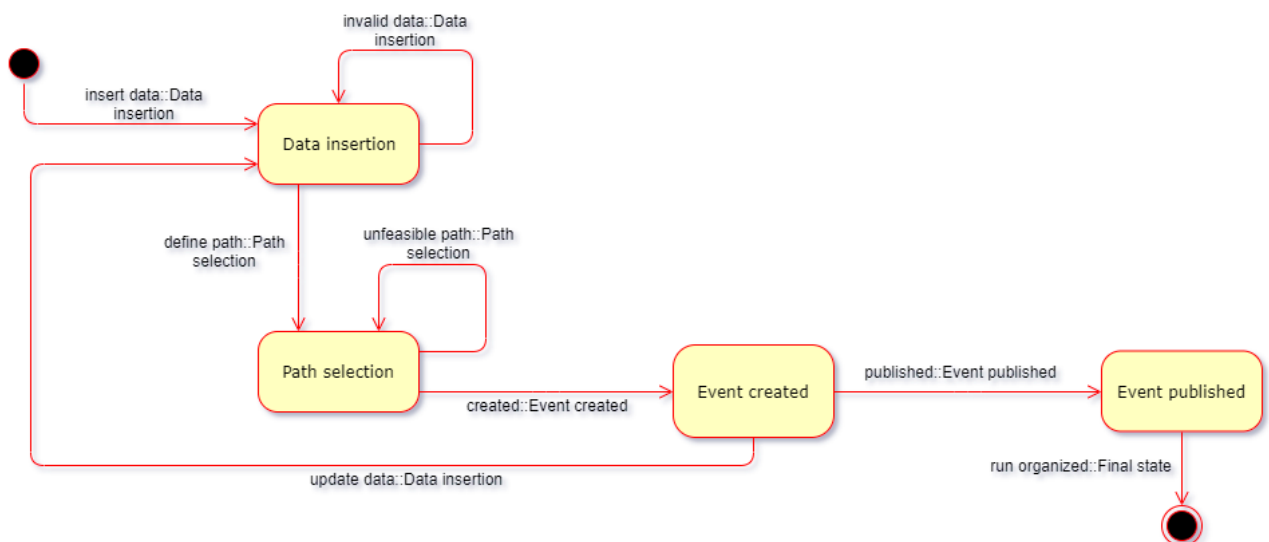 invalid data::Data
insertion
insert data::Data
insertion
Data insertion
define path::Path
selection
unfeasible path::Path
selection
Path selection
created::Event created
Event created
published::Event published
Event published
update data::Data insertion
run organized::Final state